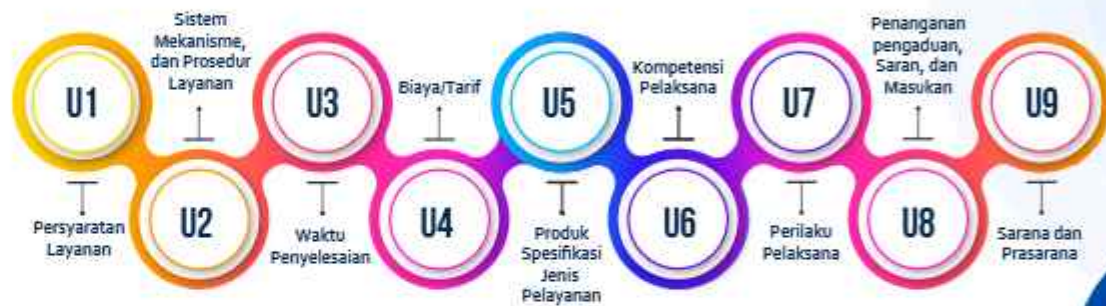 U1
Persyaratan
Layanan
Sistem
Mekanisme,
dan Prosedur
Layanan
U2
U3
Waktu
Penyelesaian
Biaya/Tarif
U4
U5
Produk
Spesifikasi
Jenis
Pelayanan
Kompetensi
Pelaksana
U6
U7
Perilaku
Pelaksana
Penanganan
pengaduan,
Saran, dan
Masukan
U8
U9
Sarana dan
Prasarana